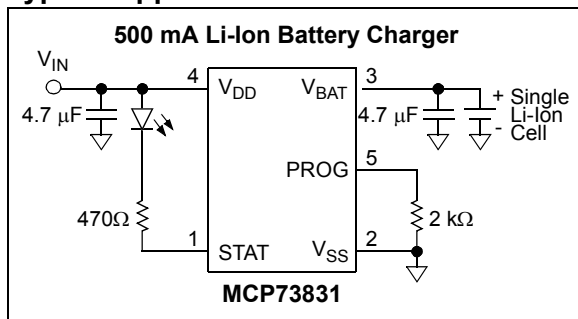 500 mA Li-Ion Battery Charger
VIN
4
VDD
VBAT
3
4.7 μF
4.7 μF
+ Single
Li-Ion
- Cell
PROG
5
470Ω
2 kΩ
1
STAT
VSS
2
MCP73831